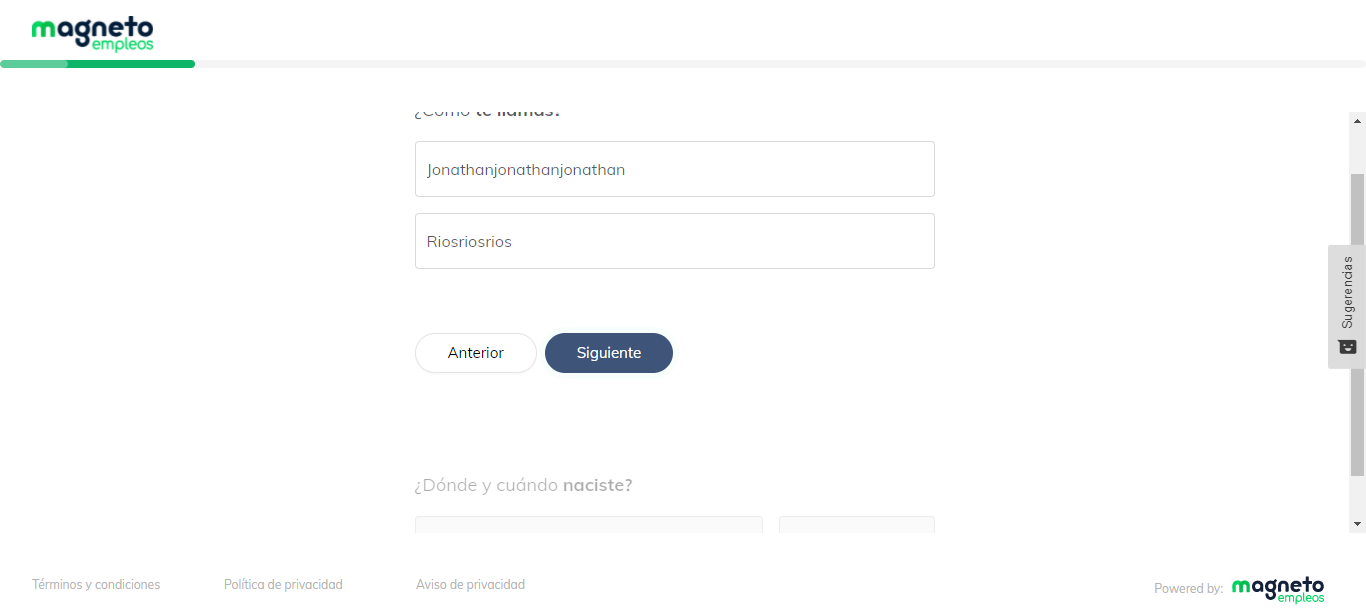 magneto
empleos
¿Cómo te llamas?
Jonathanjonathanjonathan
Riosriosrios
Anterior
Siguiente
Sugerencias
¿Dónde y cuándo naciste?
Términos y condiciones
Política de privacidad
Aviso de privacidad
Powered by:
magneto
empleos